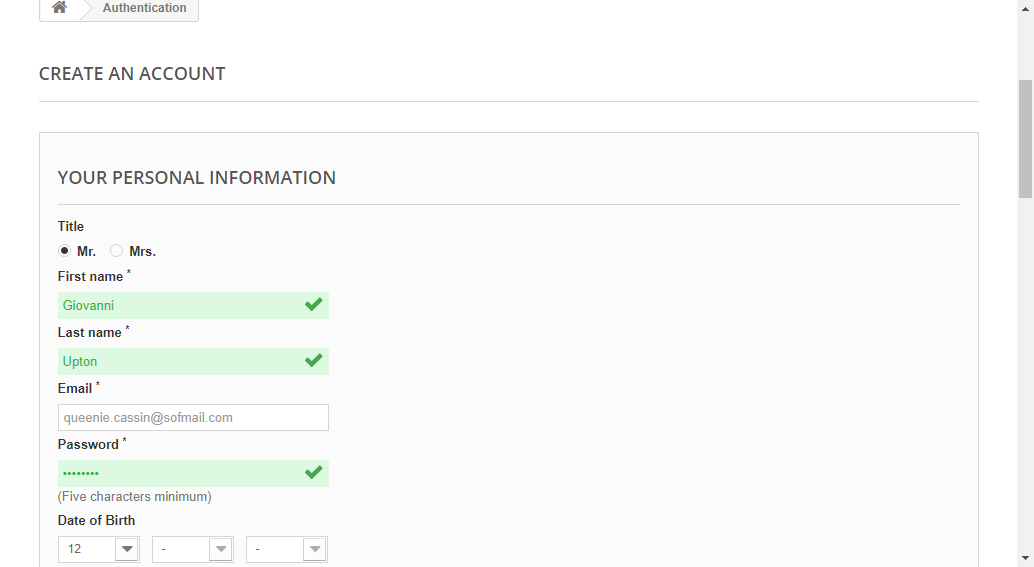 Authentication
CREATE AN ACCOUNT
YOUR PERSONAL INFORMATION
Title
Mr. Mrs.
First name *
Giovanni
Last name *
Upton
Email *
queenie.cassin@sofmail.com
Password *
••••••••
(Five characters minimum)
Date of Birth
12 - -